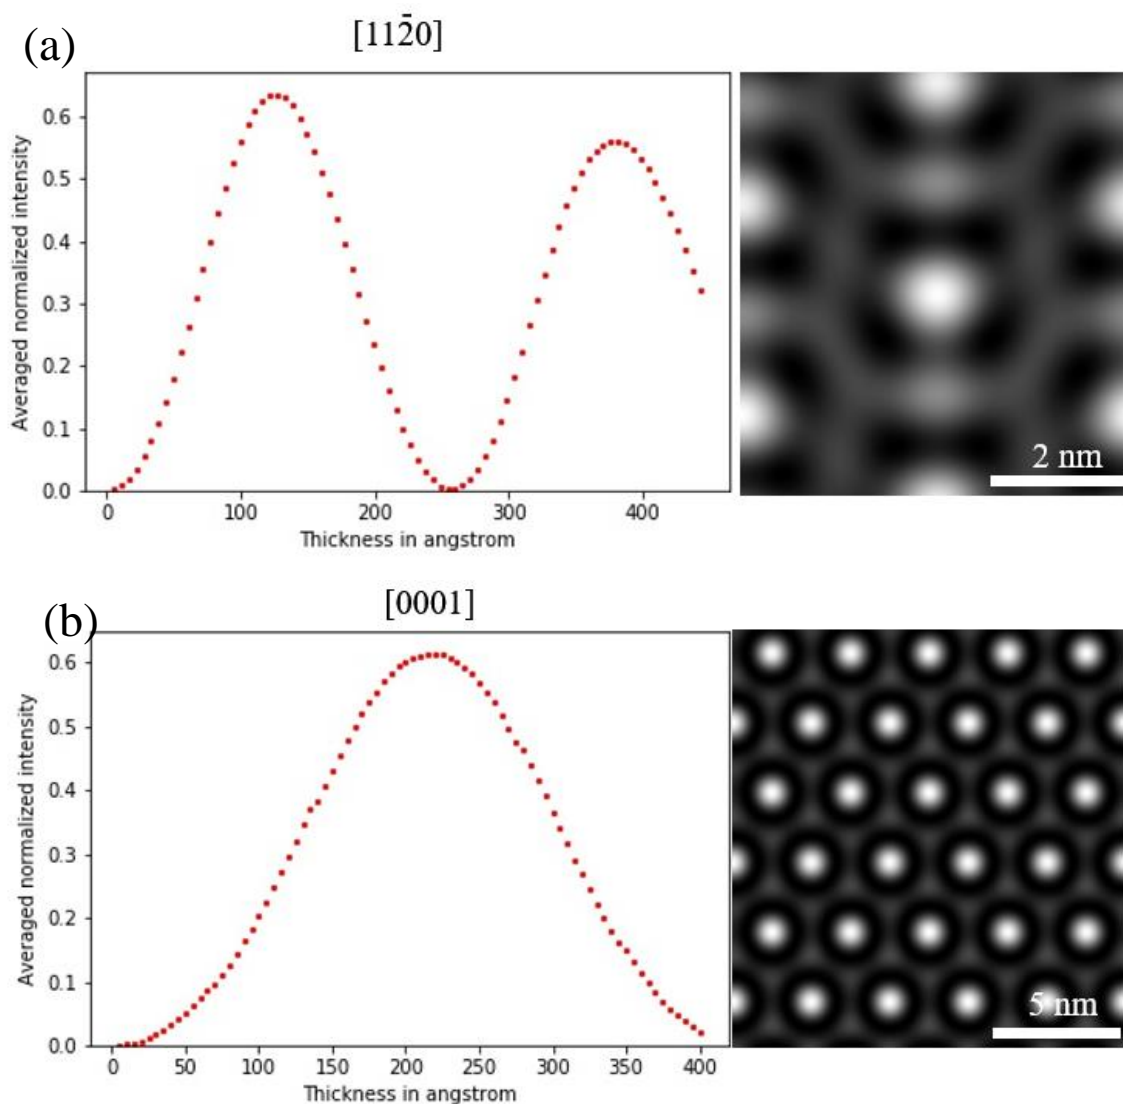 (a)
[112̄0]
Averaged normalized intensity
0.6
0.5
0.4
0.3
0.2
0.1
0.0
0 100 200 300 400
Thickness in angstrom
2 nm
(b)
[0001]
Averaged normalized intensity
0.6
0.5
0.4
0.3
0.2
0.1
0.0
0 50 100 150 200 250 300 350 400
Thickness in angstrom
5 nm